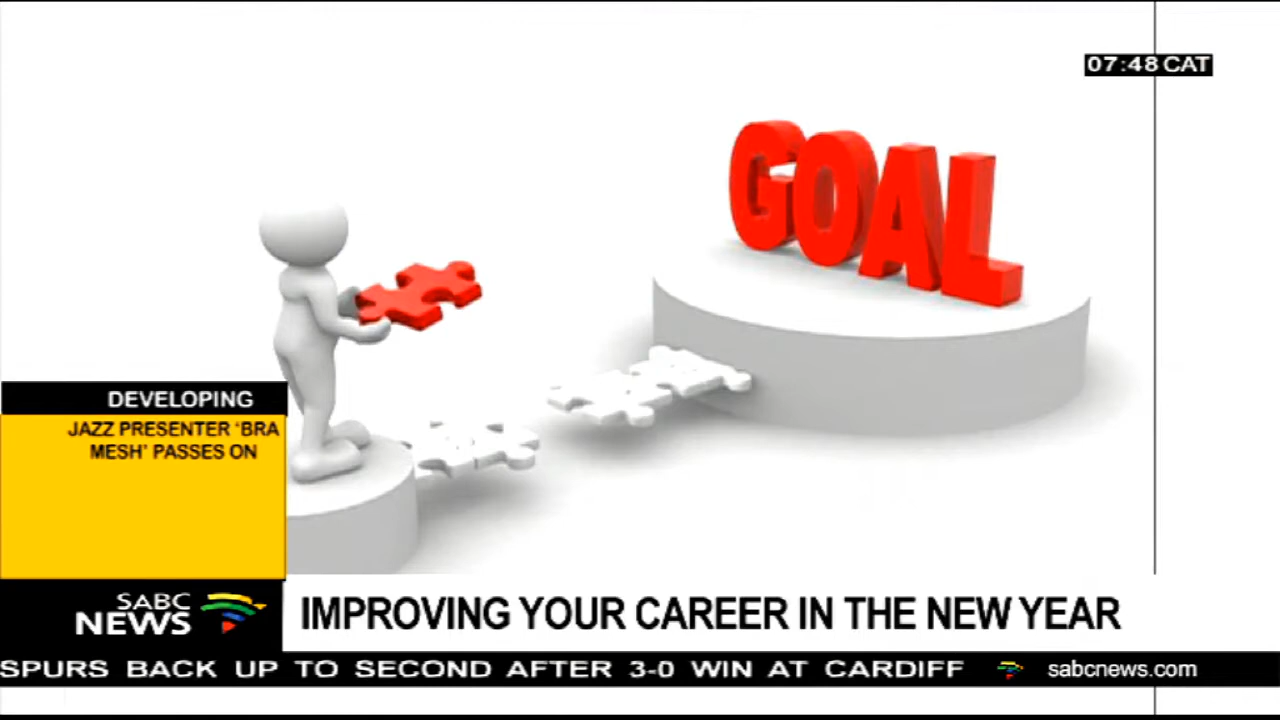 07:48 CAT
GOAL
DEVELOPING
JAZZ PRESENTER ‘BRA
MESH’ PASSES ON
SABC
NEWS
IMPROVING YOUR CAREER IN THE NEW YEAR
SPURS BACK UP TO SECOND AFTER 3-0 WIN AT CARDIFF
sabcnews.com